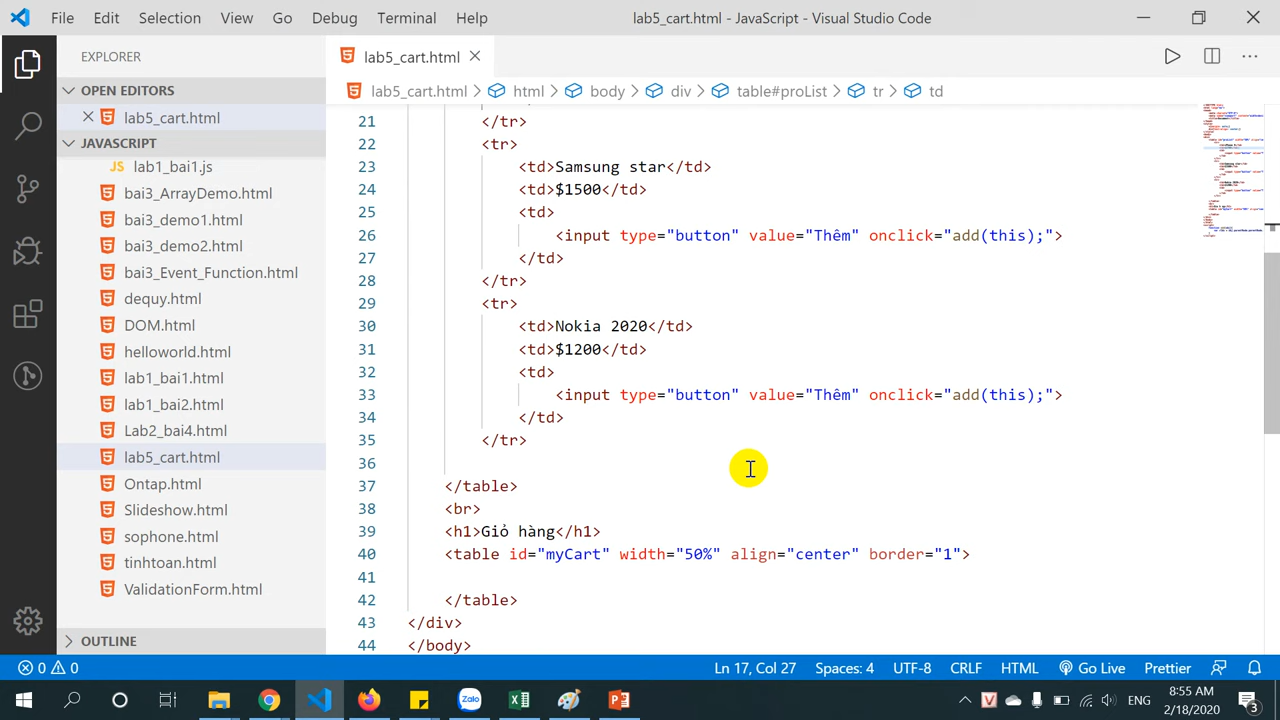 File Edit Selection View Go Debug Terminal Help lab5_cart.html - JavaScript - Visual Studio Code
EXPLORER
OPEN EDITORS
lab5_cart.html
JAVASCRIPT
JS lab1_bai1.js
bai3_ArrayDemo.html
bai3_demo1.html
bai3_demo2.html
bai3_Event_Function.html
dequy.html
DOM.html
helloworld.html
lab1_bai1.html
lab1_bai2.html
Lab2_bai4.html
lab5_cart.html
Ontap.html
Slideshow.html
sophone.html
tinhtoan.html
ValidationForm.html
OUTLINE
lab5_cart.html
lab5_cart.html > html > body > div > table#proList > tr > td
21 </tr>
22 <tr>
23 <td>Samsung star</td>
24 <td>$1500</td>
25 <td>
26 <input type="button" value="Thêm" onclick="add(this);">
27 </td>
28 </tr>
29 <tr>
30 <td>Nokia 2020</td>
31 <td>$1200</td>
32 <td>
33 <input type="button" value="Thêm" onclick="add(this);">
34 </td>
35 </tr>
36
37 </table>
38 <br>
39 <h1>Giỏ hàng</h1>
40 <table id="myCart" width="50%" align="center" border="1">
41
42 </table>
43 </div>
44 </body>
0 0 Ln 17, Col 27 Spaces: 4 UTF-8 CRLF HTML Go Live Prettier
Zalo ENG 8:55 AM
2/18/2020 3